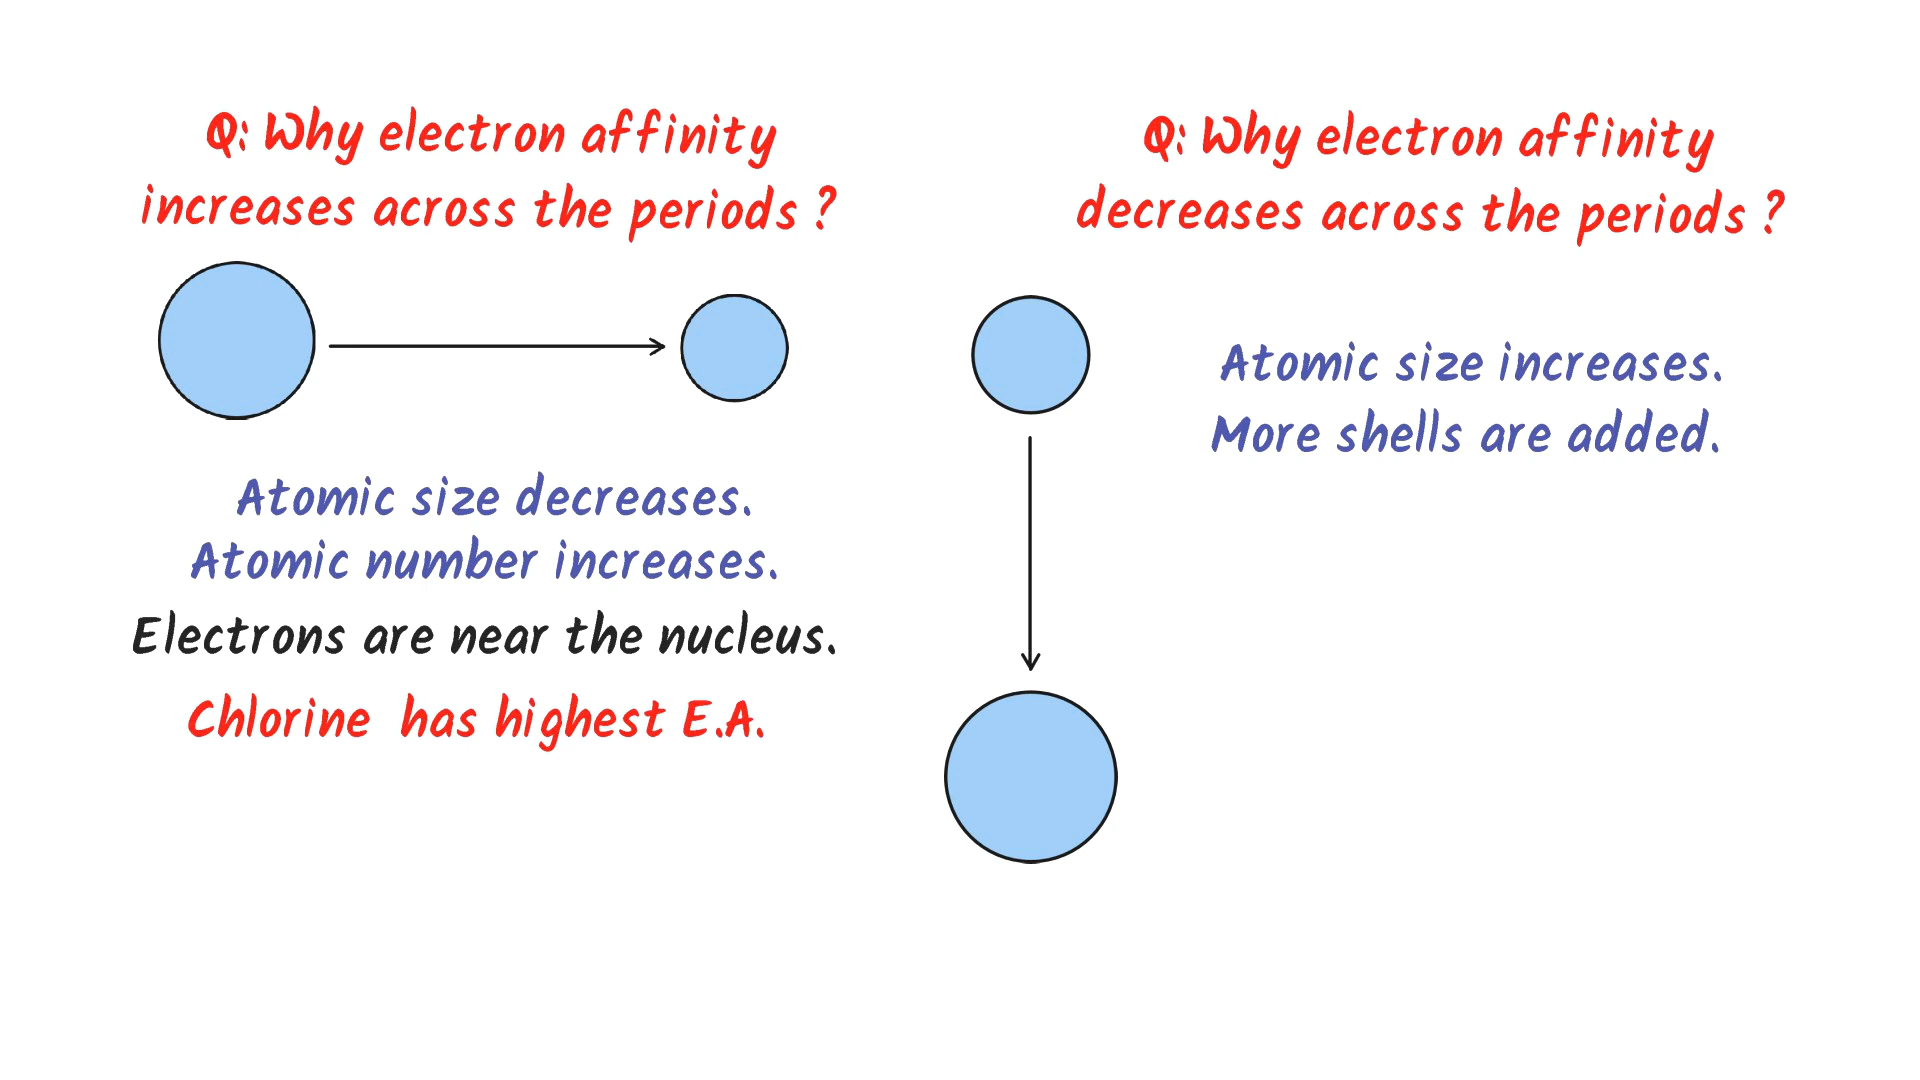 Q: Why electron affinity
increases across the periods ?
Atomic size decreases.
Atomic number increases.
Electrons are near the nucleus.
Chlorine has highest E.A.
Q: Why electron affinity
decreases across the periods ?
Atomic size increases.
More shells are added.